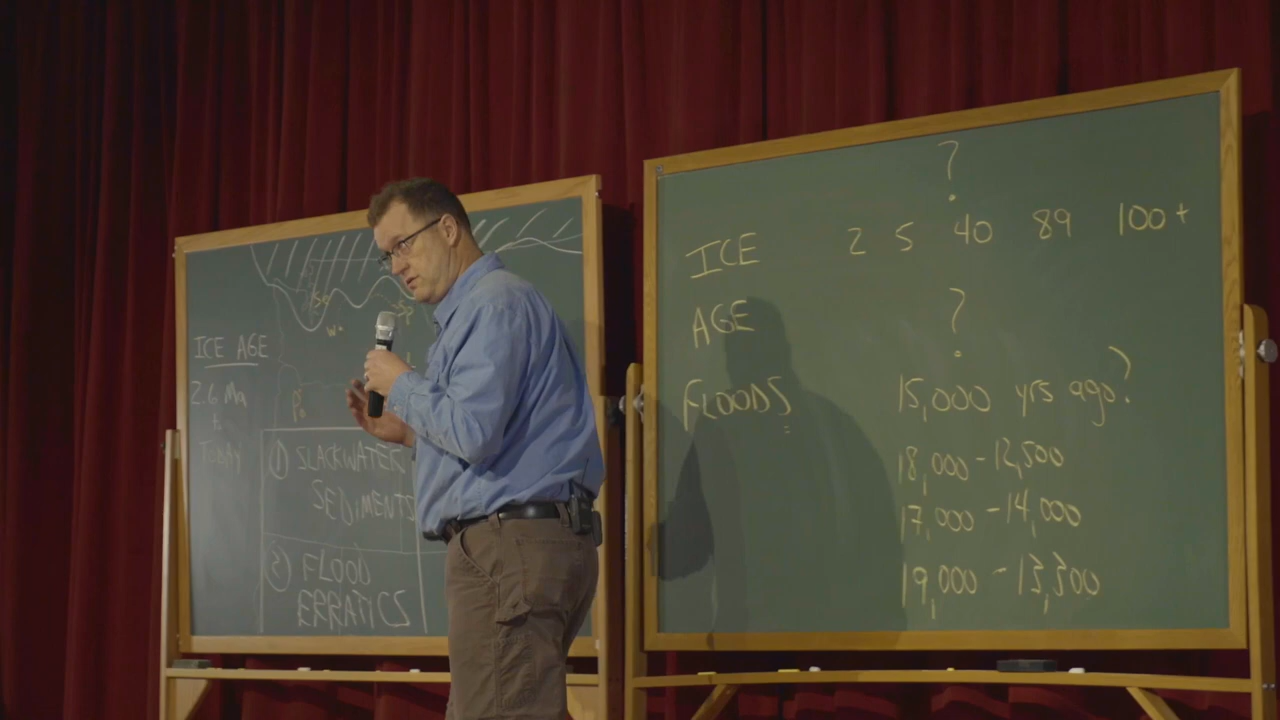 ICE AGE
2.6 Ma
to
TODAY
① SLACKWATER
SEDIMENTS
② FLOOD
ERRATICS
?
ICE 2 5 40 89 100+
AGE ?
FLOODS 15,000 yrs ago?
18,000 - 12,500
17,000 - 14,000
19,000 - 13,300